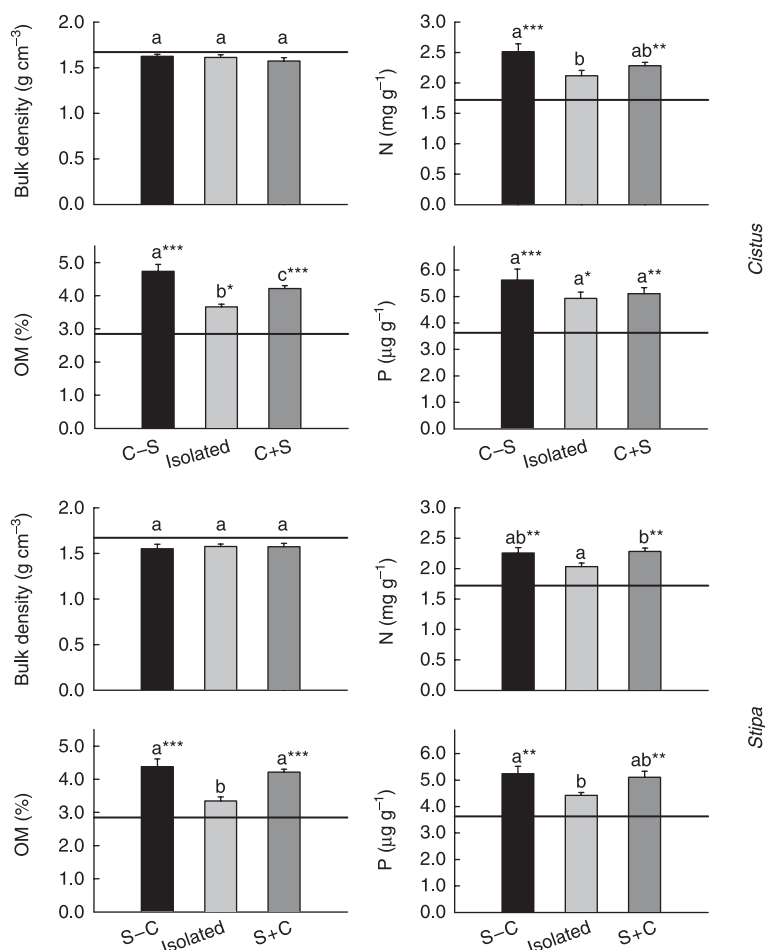 2.0
1.5
1.0
0.5
0.0
Bulk density (g cm⁻³)
a a a
3.0
2.5
2.0
1.5
1.0
0.5
0.0
N (mg g⁻¹)
a*** b ab**
5.0
4.0
3.0
2.0
1.0
0.0
OM (%)
a*** b* c***
C−S Isolated C+S
6.0
5.0
4.0
3.0
2.0
1.0
0.0
P (μg g⁻¹)
a*** a* a**
C−S Isolated C+S
Cistus
2.0
1.5
1.0
0.5
0.0
Bulk density (g cm⁻³)
a a a
3.0
2.5
2.0
1.5
1.0
0.5
0.0
N (mg g⁻¹)
ab** a b**
5.0
4.0
3.0
2.0
1.0
0.0
OM (%)
a*** b a***
S−C Isolated S+C
6.0
5.0
4.0
3.0
2.0
1.0
0.0
P (μg g⁻¹)
a** b ab**
S−C Isolated S+C
Stipa